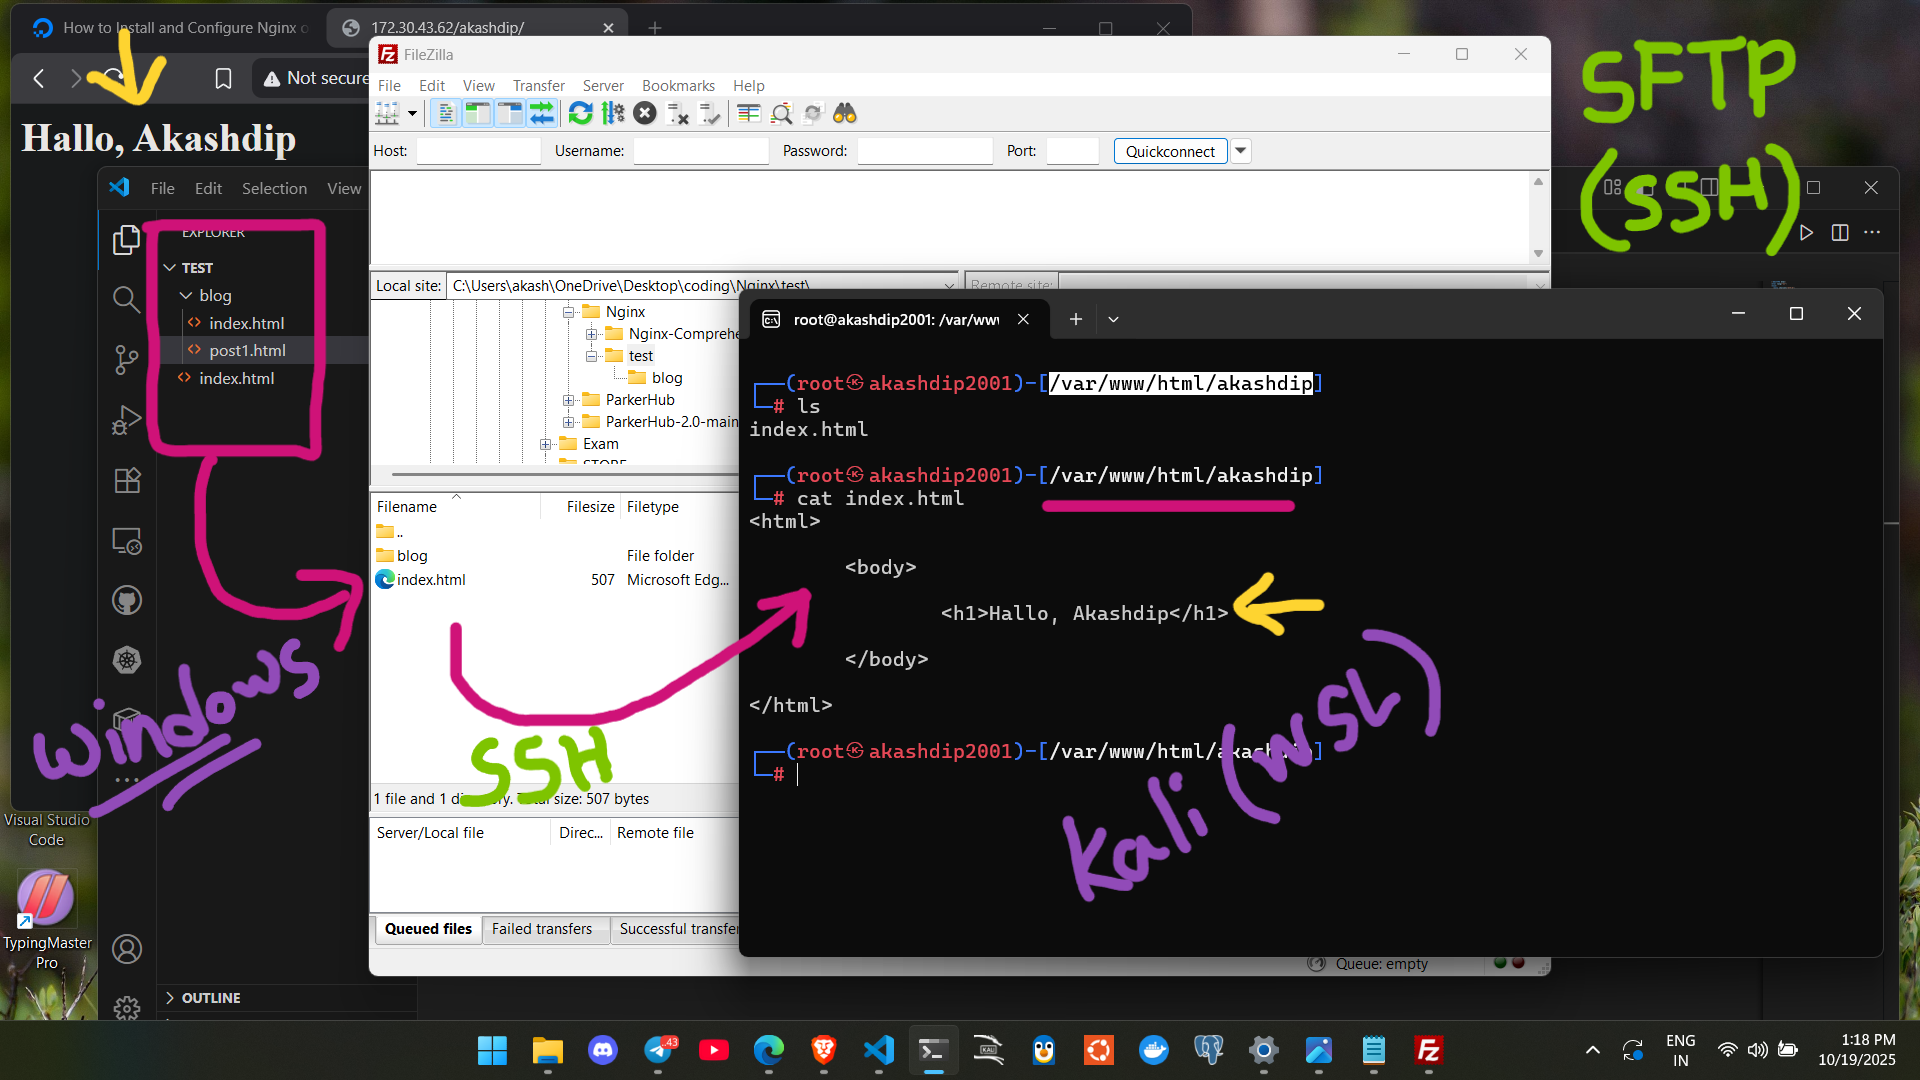 How to Install and Configure Nginx o
172.30.43.62/akashdip/
Not secure
Hallo, Akashdip
File Edit Selection View
EXPLORER
TEST
blog
index.html
post1.html
index.html
OUTLINE
Windows
Visual Studio
Code
TypingMaster
Pro
FileZilla
File Edit View Transfer Server Bookmarks Help
Host: Username: Password: Port: Quickconnect
Local site: C:\Users\akash\OneDrive\Desktop\coding\Nginx\test\
Remote site:
Nginx
Nginx-Comprehe
test
blog
ParkerHub
ParkerHub-2.0-main
Exam
Filename Filesize Filetype
..
blog File folder
index.html 507 Microsoft Edg...
SSH
1 file and 1 directory. Total size: 507 bytes
Server/Local file Direc... Remote file
Queued files Failed transfers Successful transfer
Queue: empty
SFTP
(SSH)
root@akashdip2001: /var/ww
(root㉿akashdip2001)-[/var/www/html/akashdip]
# ls
index.html
(root㉿akashdip2001)-[/var/www/html/akashdip]
# cat index.html
<html>
<body>
<h1>Hallo, Akashdip</h1>
</body>
</html>
(root㉿akashdip2001)-[/var/www/html/akashdip]
#
Kali (WSL)
.43
KALI
Fz
ENG
IN
1:18 PM
10/19/2025